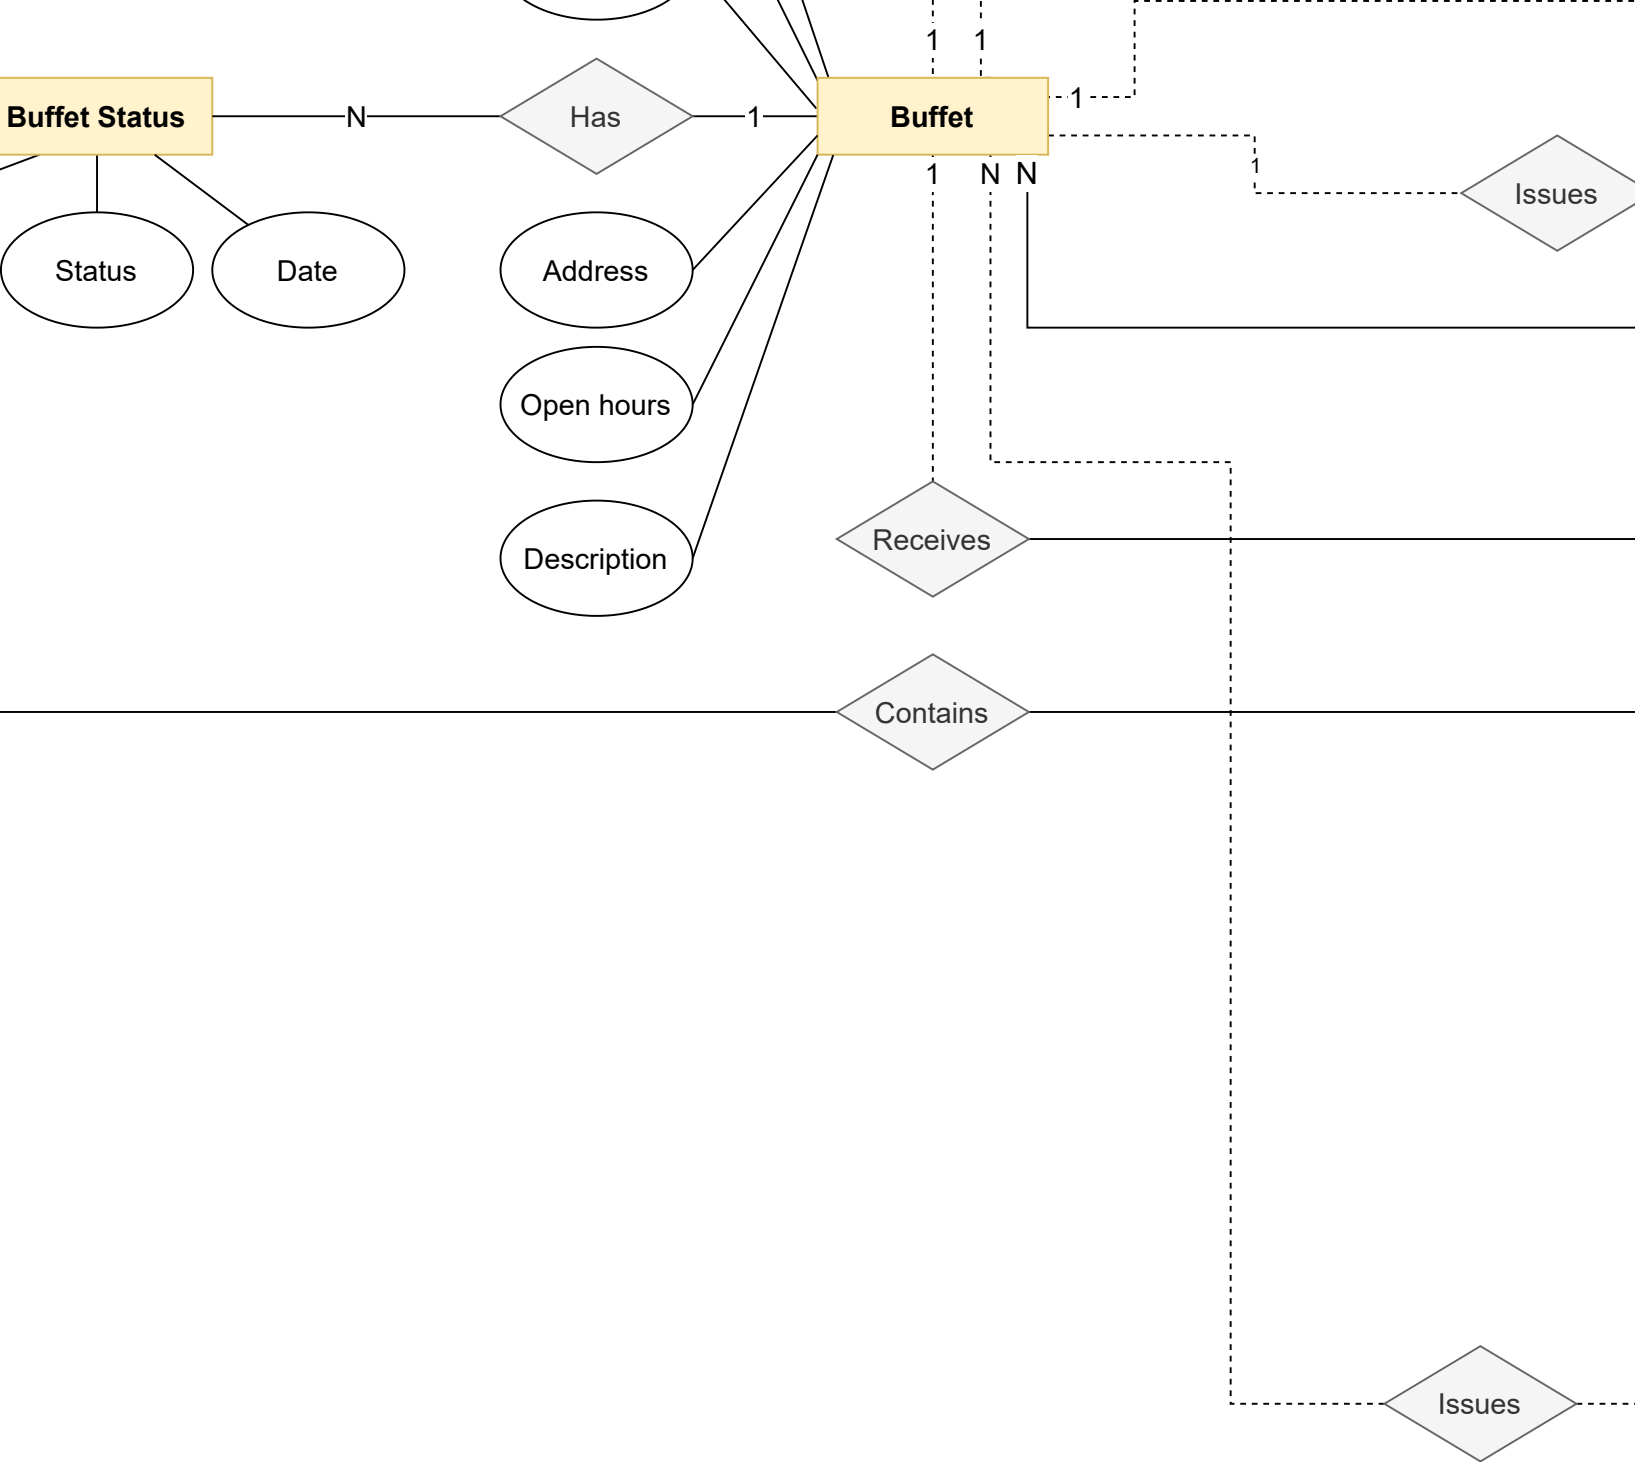 1
1
1
Buffet Status
N
Has
1
Buffet
1
1
N
N
Issues
Status
Date
Address
Open hours
Receives
Description
Contains
Issues